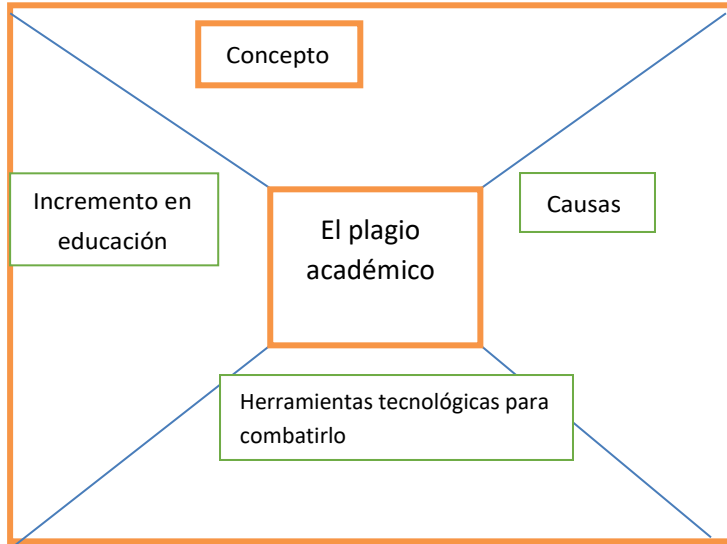 Concepto
Incremento en
educación
El plagio
académico
Causas
Herramientas tecnológicas para
combatirlo